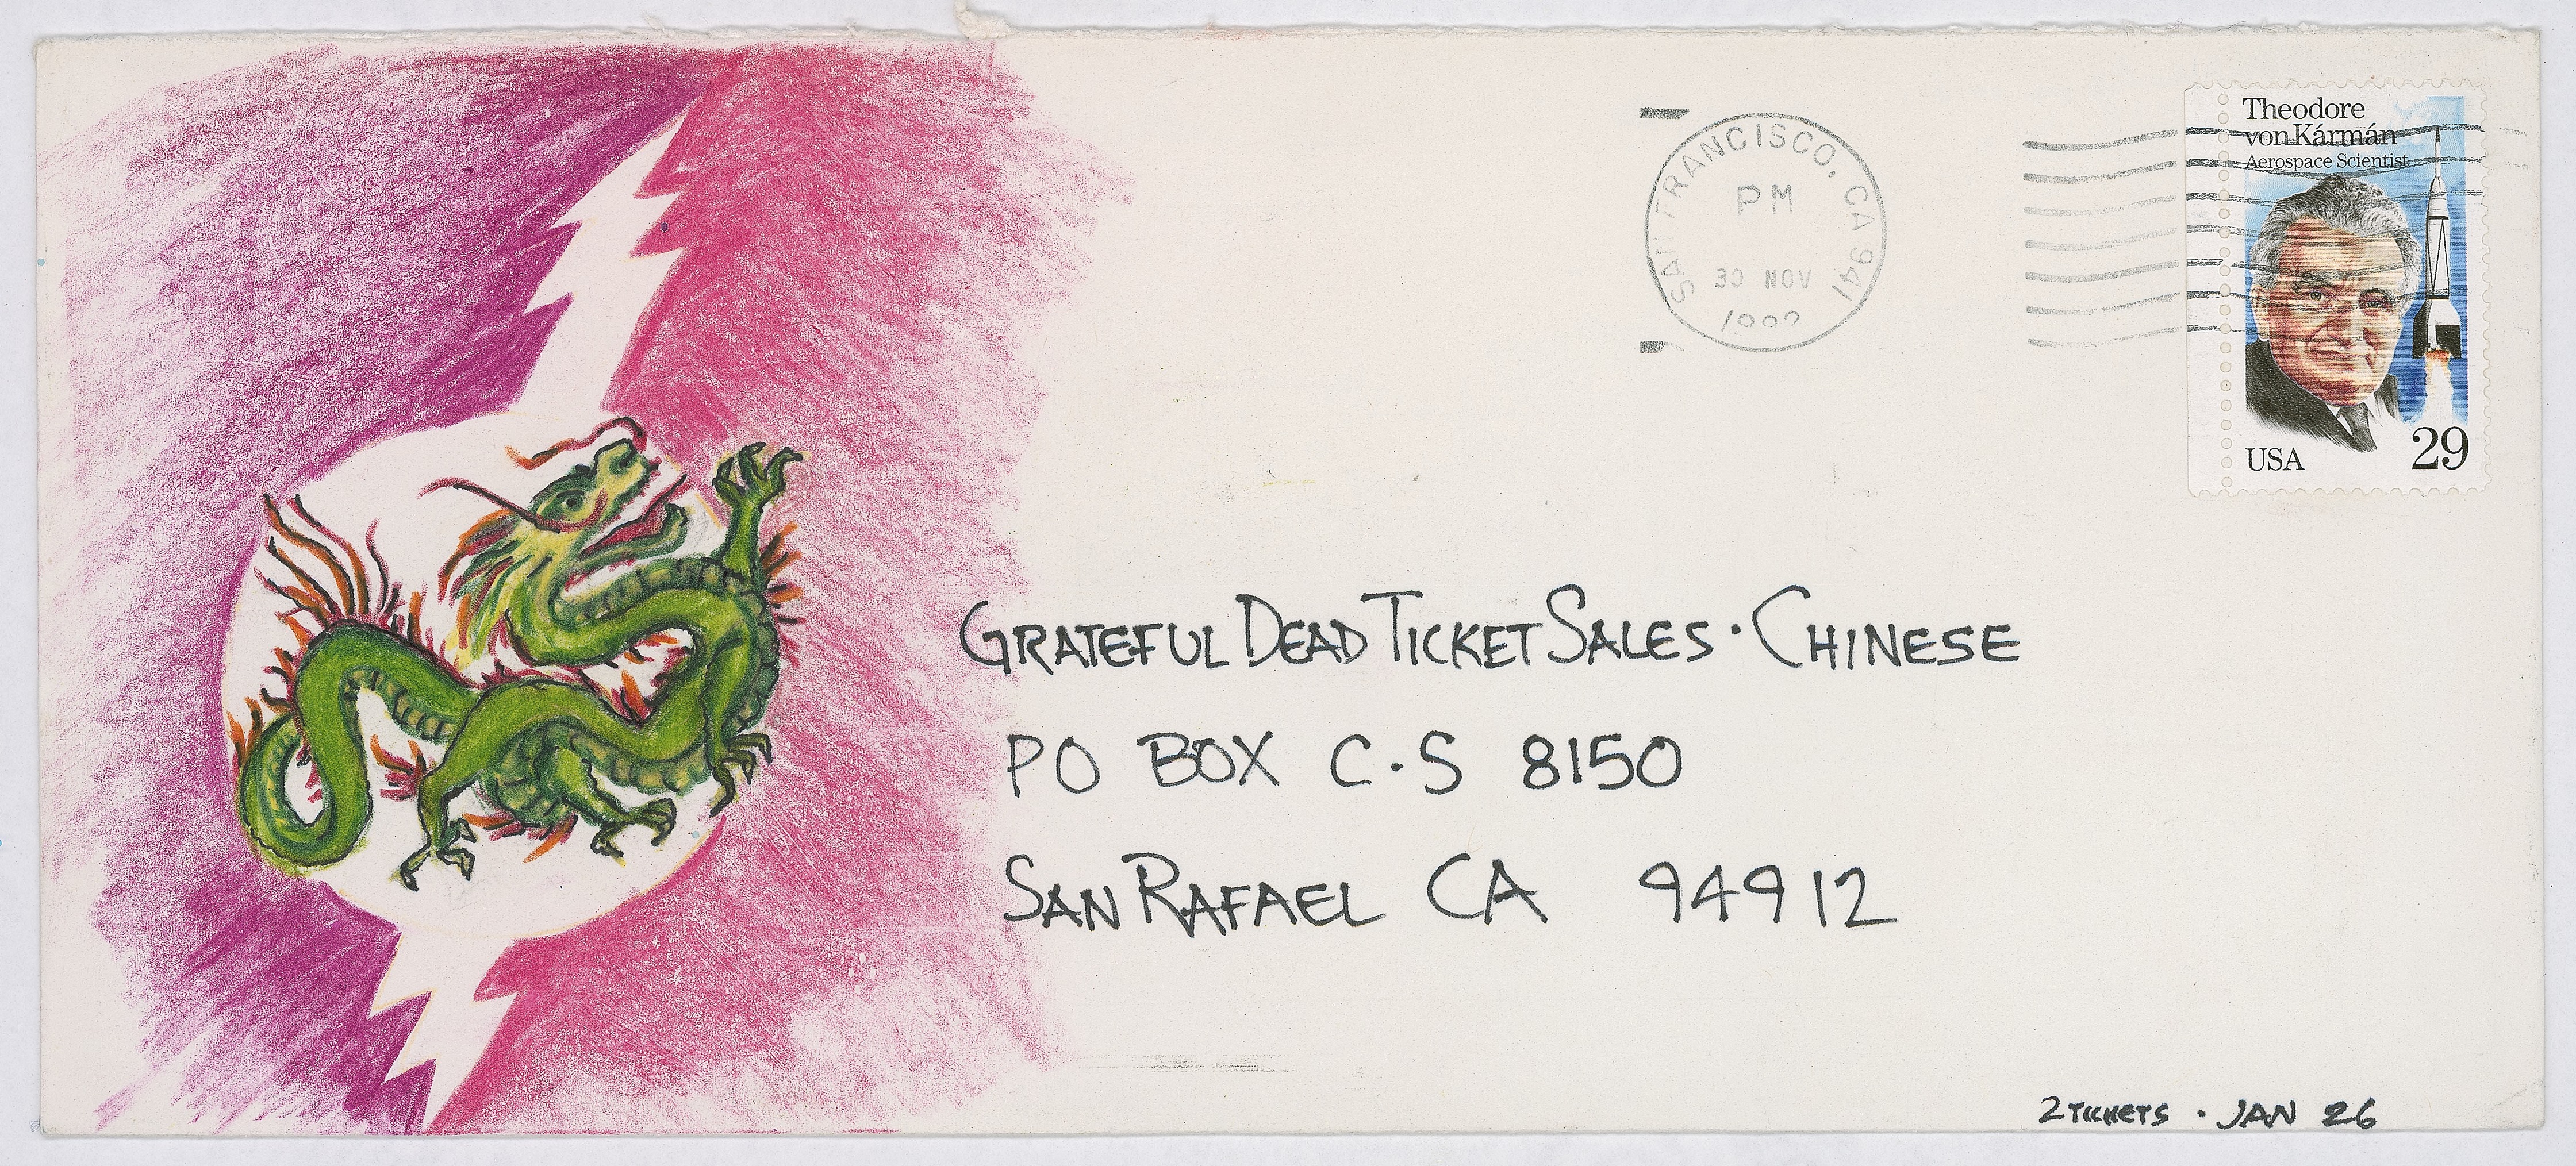 Theodore
von Kármán
Aerospace Scientist
USA 29
SAN FRANCISCO, CA 941
PM
30 NOV
GRATEFUL DEAD TICKET SALES · CHINESE
PO BOX C·S 8150
SAN RAFAEL CA 94912
2 TICKETS · JAN 26